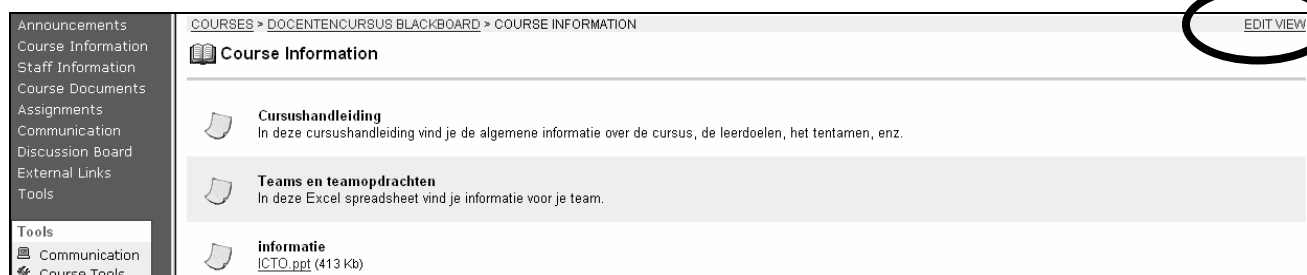 Announcements
Course Information
Staff Information
Course Documents
Assignments
Communication
Discussion Board
External Links
Tools
Tools
Communication
Course Tools
COURSES > DOCENTENCURSUS BLACKBOARD > COURSE INFORMATION
EDIT VIEW
Course Information
Cursushandleiding
In deze cursushandleiding vind je de algemene informatie over de cursus, de leerdoelen, het tentamen, enz.
Teams en teamopdrachten
In deze Excel spreadsheet vind je informatie voor je team.
informatie
ICTO.ppt (413 Kb)